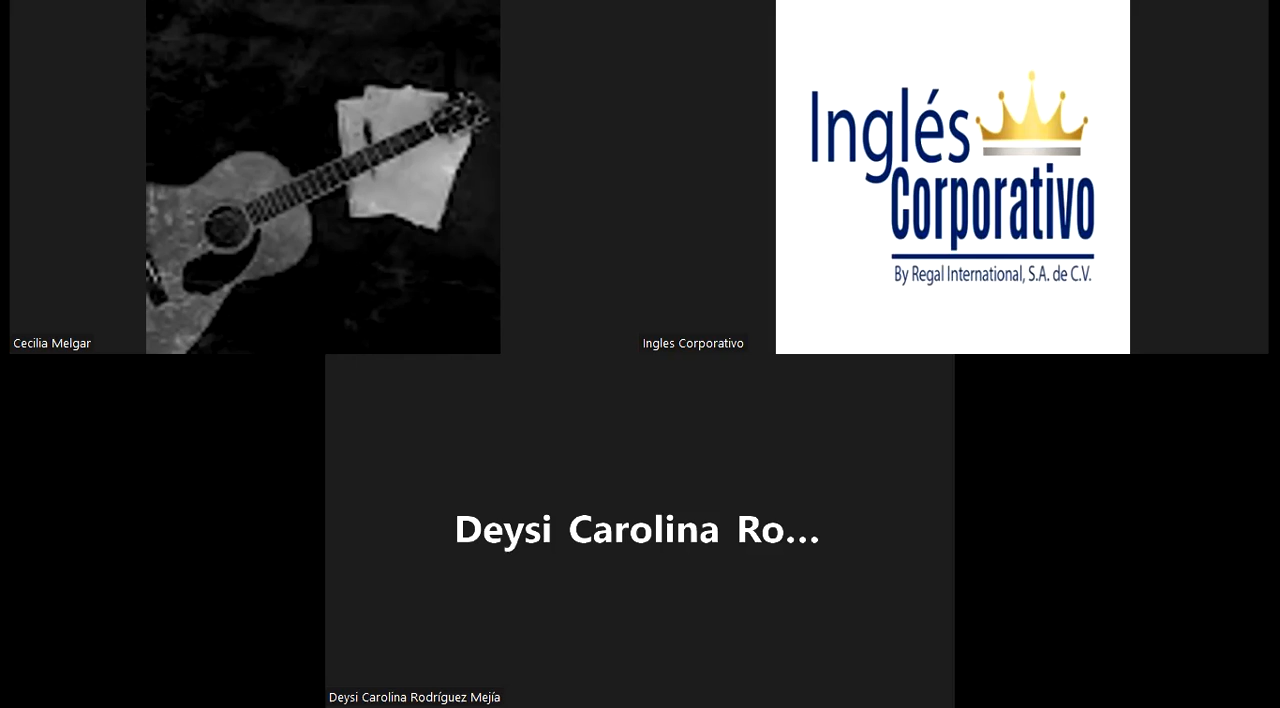 Inglés
Corporativo
By Regal International, S.A. de C.V.
Cecilia Melgar
Ingles Corporativo
Deysi Carolina Ro...
Deysi Carolina Rodríguez Mejía